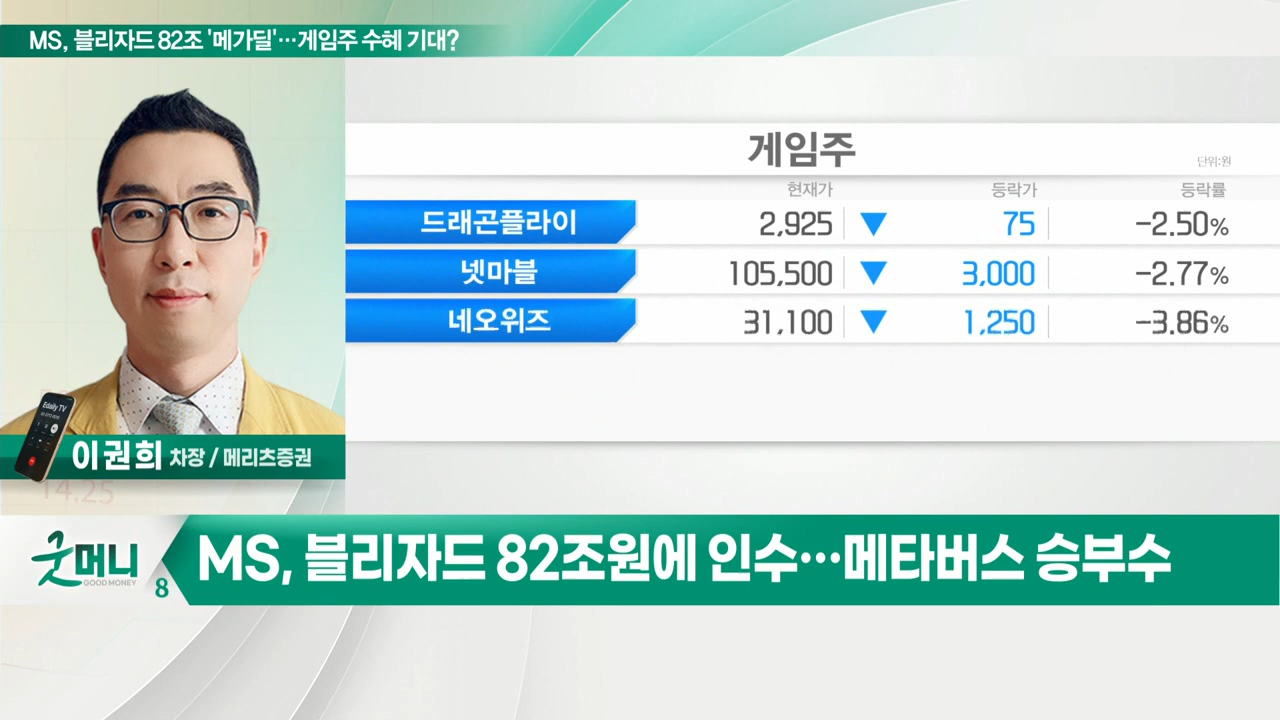 MS, 블리자드 82조 '메가딜'…게임주 수혜 기대?
게임주
단위:원
현재가 등락가 등락률
드래곤플라이 2,925 ▼ 75 -2.50%
넷마블 105,500 ▼ 3,000 -2.77%
네오위즈 31,100 ▼ 1,250 -3.86%
Edaily TV
이권희 차장 / 메리츠증권
14.25
굿머니
GOOD MONEY
8
MS, 블리자드 82조원에 인수…메타버스 승부수